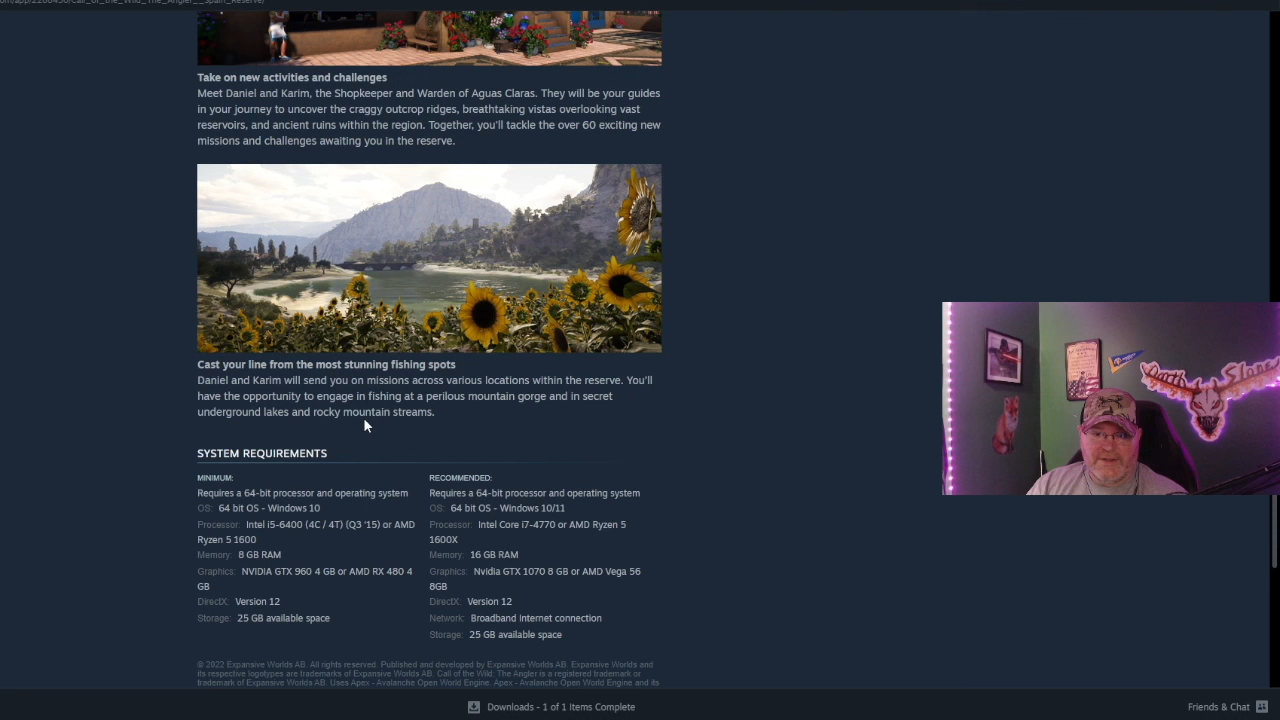 Take on new activities and challenges
Meet Daniel and Karim, the Shopkeeper and Warden of Aguas Claras. They will be your guides
in your journey to uncover the craggy outcrop ridges, breathtaking vistas overlooking vast
reservoirs, and ancient ruins within the region. Together, you'll tackle the over 60 exciting new
missions and challenges awaiting you in the reserve.
Cast your line from the most stunning fishing spots
Daniel and Karim will send you on missions across various locations within the reserve. You'll
have the opportunity to engage in fishing at a perilous mountain gorge and in secret
underground lakes and rocky mountain streams.
SYSTEM REQUIREMENTS
MINIMUM:
Requires a 64-bit processor and operating system
OS: 64 bit OS - Windows 10
Processor: Intel i5-6400 (4C / 4T) (Q3 '15) or AMD
Ryzen 5 1600
Memory: 8 GB RAM
Graphics: NVIDIA GTX 960 4 GB or AMD RX 480 4
GB
DirectX: Version 12
Storage: 25 GB available space
RECOMMENDED:
Requires a 64-bit processor and operating system
OS: 64 bit OS - Windows 10/11
Processor: Intel Core i7-4770 or AMD Ryzen 5
1600X
Memory: 16 GB RAM
Graphics: Nvidia GTX 1070 8 GB or AMD Vega 56
8GB
DirectX: Version 12
Network: Broadband Internet connection
Storage: 25 GB available space
© 2022 Expansive Worlds AB. All rights reserved. Published and developed by Expansive Worlds AB. Expansive Worlds and
its respective logotypes are trademarks of Expansive Worlds AB. Call of the Wild: The Angler is a registered trademark or
trademark of Expansive Worlds AB. Uses Apex - Avalanche Open World Engine. Apex - Avalanche Open World Engine and its
Downloads - 1 of 1 Items Complete
Friends & Chat